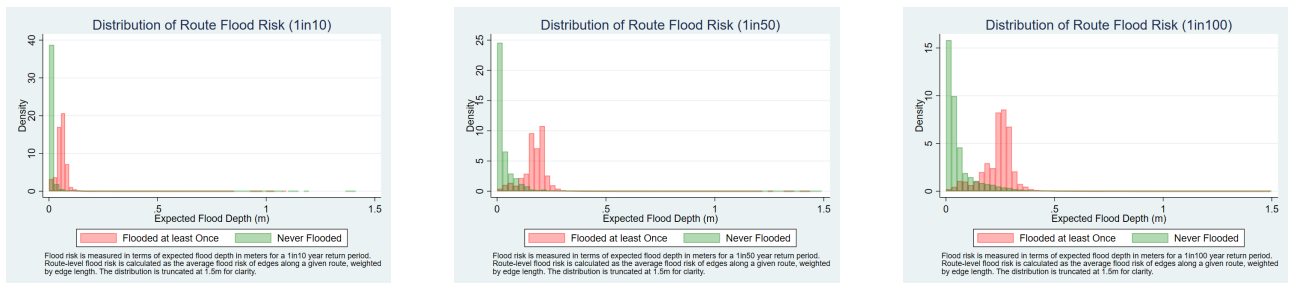 Distribution of Route Flood Risk (1in10)
Density
40
30
20
10
0
0
.5
1
1.5
Expected Flood Depth (m)
Flooded at least Once
Never Flooded
Flood risk is measured in terms of expected flood depth in meters for a 1in10 year return period.
Route-level flood risk is calculated as the average flood risk of edges along a given route, weighted
by edge length. The distribution is truncated at 1.5m for clarity.
Distribution of Route Flood Risk (1in50)
Density
25
20
15
10
5
0
0
.5
1
1.5
Expected Flood Depth (m)
Flooded at least Once
Never Flooded
Flood risk is measured in terms of expected flood depth in meters for a 1in50 year return period.
Route-level flood risk is calculated as the average flood risk of edges along a given route, weighted
by edge length. The distribution is truncated at 1.5m for clarity.
Distribution of Route Flood Risk (1in100)
Density
15
10
5
0
0
.5
1
1.5
Expected Flood Depth (m)
Flooded at least Once
Never Flooded
Flood risk is measured in terms of expected flood depth in meters for a 1in100 year return period.
Route-level flood risk is calculated as the average flood risk of edges along a given route, weighted
by edge length. The distribution is truncated at 1.5m for clarity.